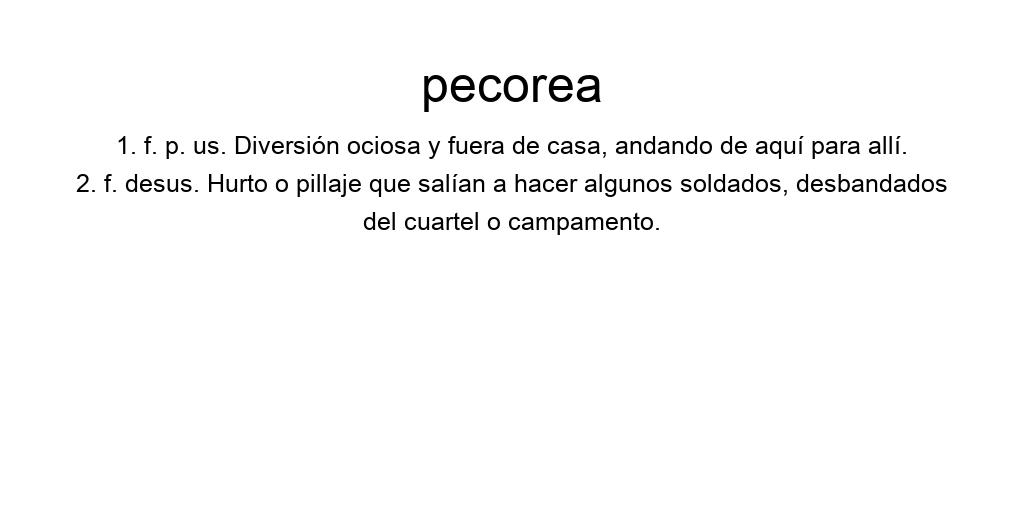 pecorea
1. f. p. us. Diversión ociosa y fuera de casa, andando de aquí para allí.
2. f. desus. Hurto o pillaje que salían a hacer algunos soldados, desbandados
del cuartel o campamento.